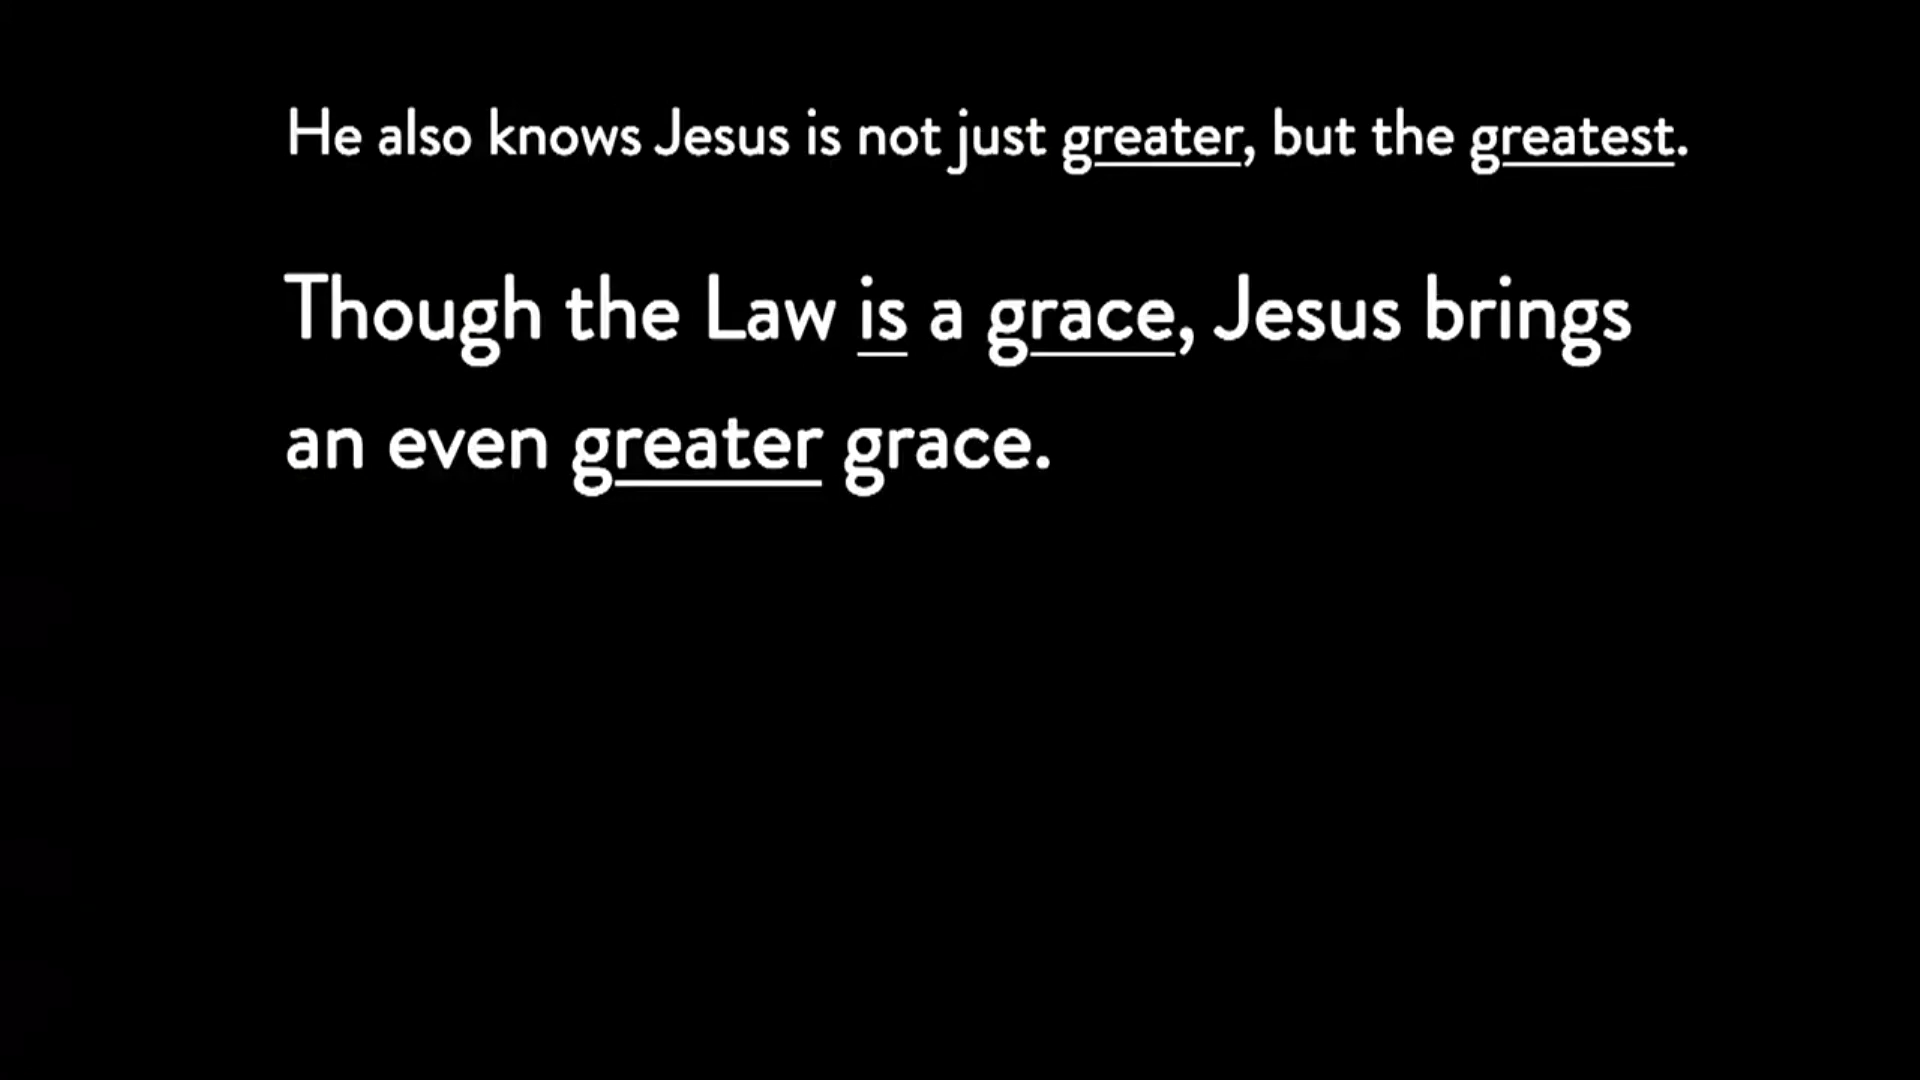 He also knows Jesus is not just greater, but the greatest.
Though the Law is a grace, Jesus brings
an even greater grace.